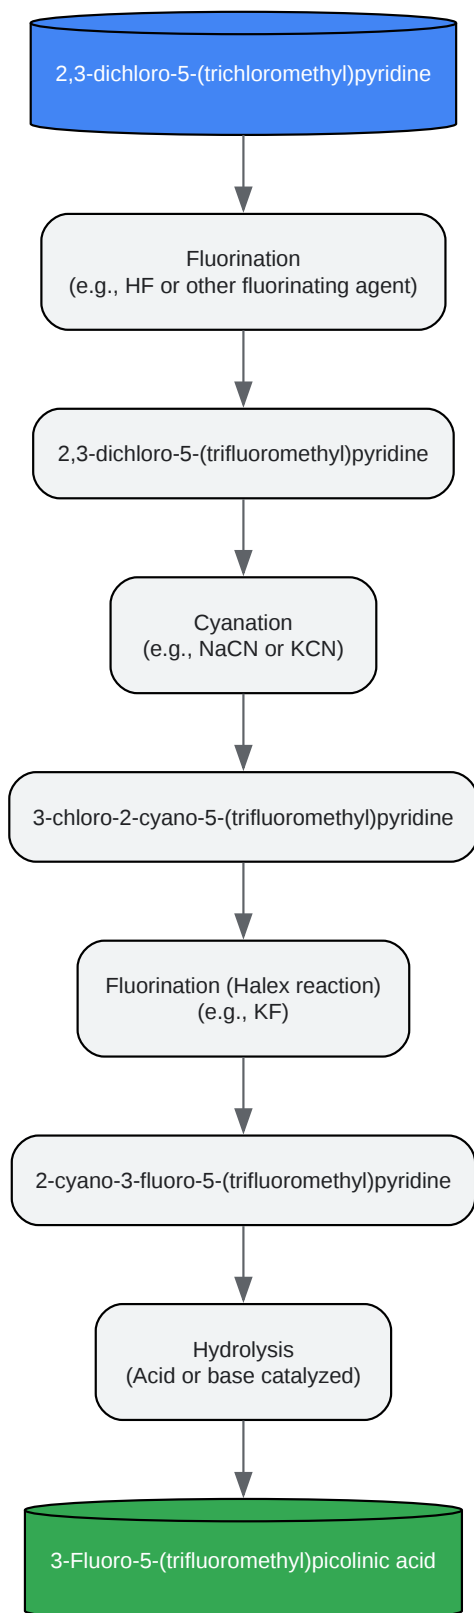 2,3-dichloro-5-(trichloromethyl)pyridine
Fluorination
(e.g., HF or other fluorinating agent)
2,3-dichloro-5-(trifluoromethyl)pyridine
Cyanation
(e.g., NaCN or KCN)
3-chloro-2-cyano-5-(trifluoromethyl)pyridine
Fluorination (Halex reaction)
(e.g., KF)
2-cyano-3-fluoro-5-(trifluoromethyl)pyridine
Hydrolysis
(Acid or base catalyzed)
3-Fluoro-5-(trifluoromethyl)picolinic acid